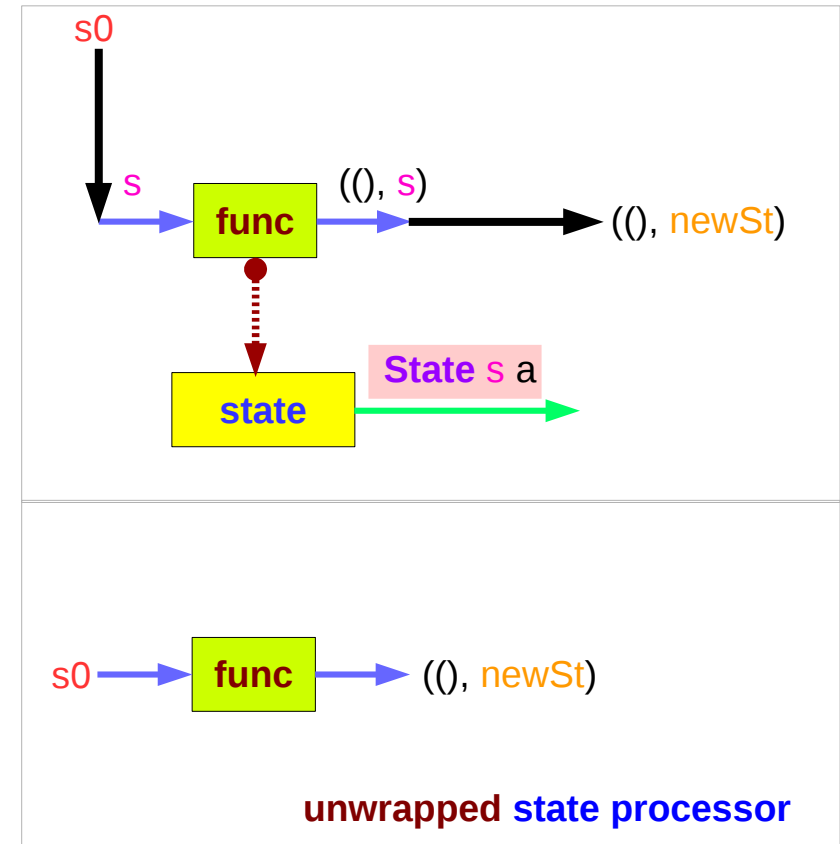 s0
s
func
((), s)
((), newSt)
State s a
state
s0
func
((), newSt)
unwrapped state processor